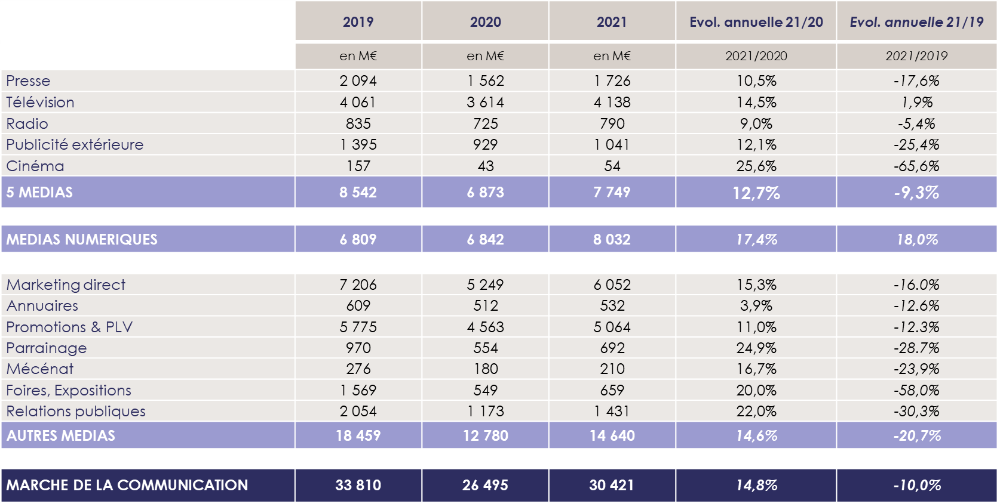 2019 2020 2021 Evol. annuelle 21/20 Evol. annuelle 21/19
en M€ en M€ en M€ 2021/2020 2021/2019
Presse 2 094 1 562 1 726 10,5% -17,6%
Télévision 4 061 3 614 4 138 14,5% 1,9%
Radio 835 725 790 9,0% -5,4%
Publicité extérieure 1 395 929 1 041 12,1% -25,4%
Cinéma 157 43 54 25,6% -65,6%
5 MEDIAS 8 542 6 873 7 749 12,7% -9,3%
MEDIAS NUMERIQUES 6 809 6 842 8 032 17,4% 18,0%
Marketing direct 7 206 5 249 6 052 15,3% -16.0%
Annuaires 609 512 532 3,9% -12.6%
Promotions & PLV 5 775 4 563 5 064 11,0% -12.3%
Parrainage 970 554 692 24,9% -28.7%
Mécénat 276 180 210 16,7% -23,9%
Foires, Expositions 1 569 549 659 20,0% -58,0%
Relations publiques 2 054 1 173 1 431 22,0% -30,3%
AUTRES MEDIAS 18 459 12 780 14 640 14,6% -20,7%
MARCHE DE LA COMMUNICATION 33 810 26 495 30 421 14,8% -10,0%